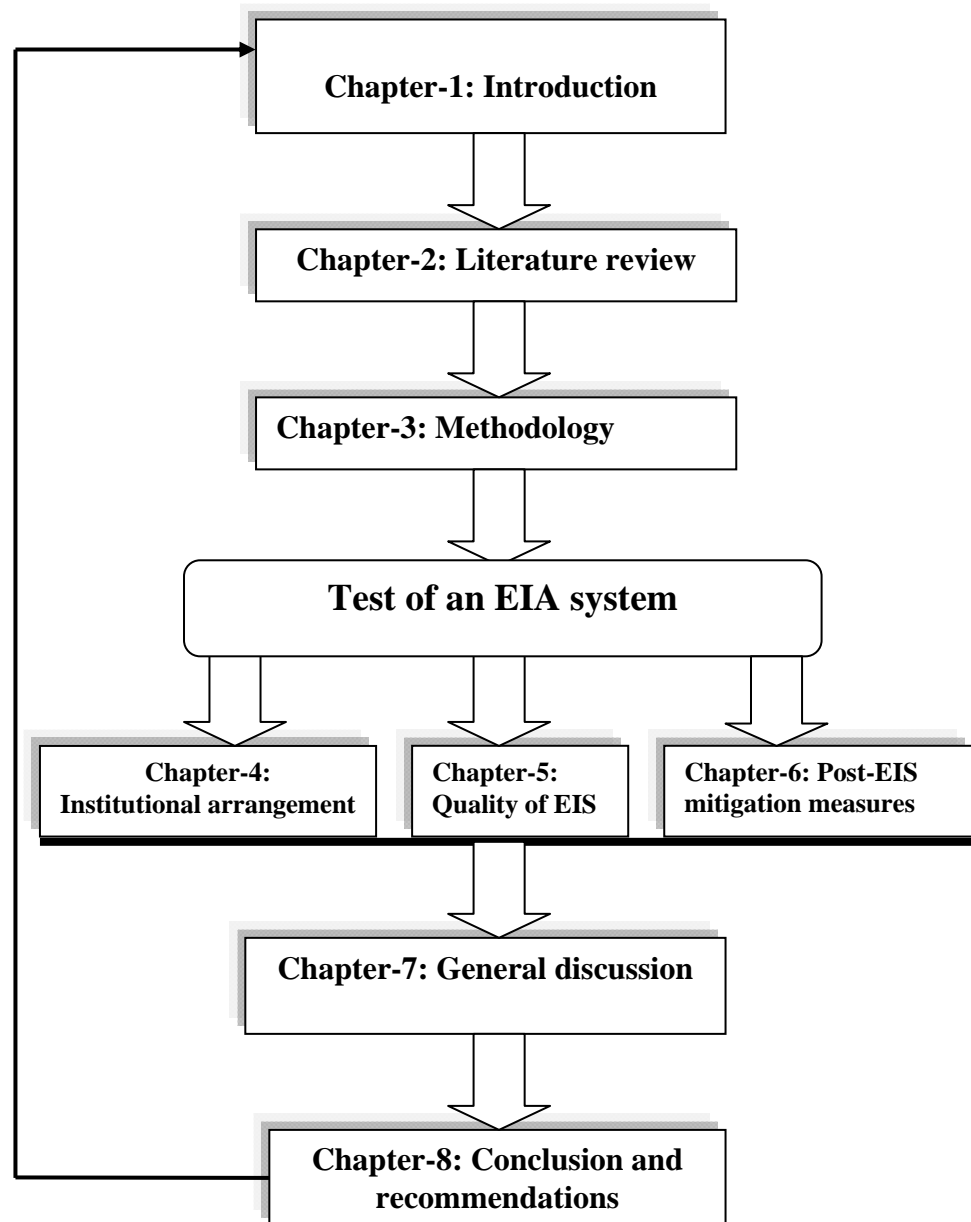 Chapter-1: Introduction
Chapter-2: Literature review
Chapter-3: Methodology
Test of an EIA system
Chapter-4:
Institutional arrangement
Chapter-5:
Quality of EIS
Chapter-6: Post-EIS
mitigation measures
Chapter-7: General discussion
Chapter-8: Conclusion and
recommendations